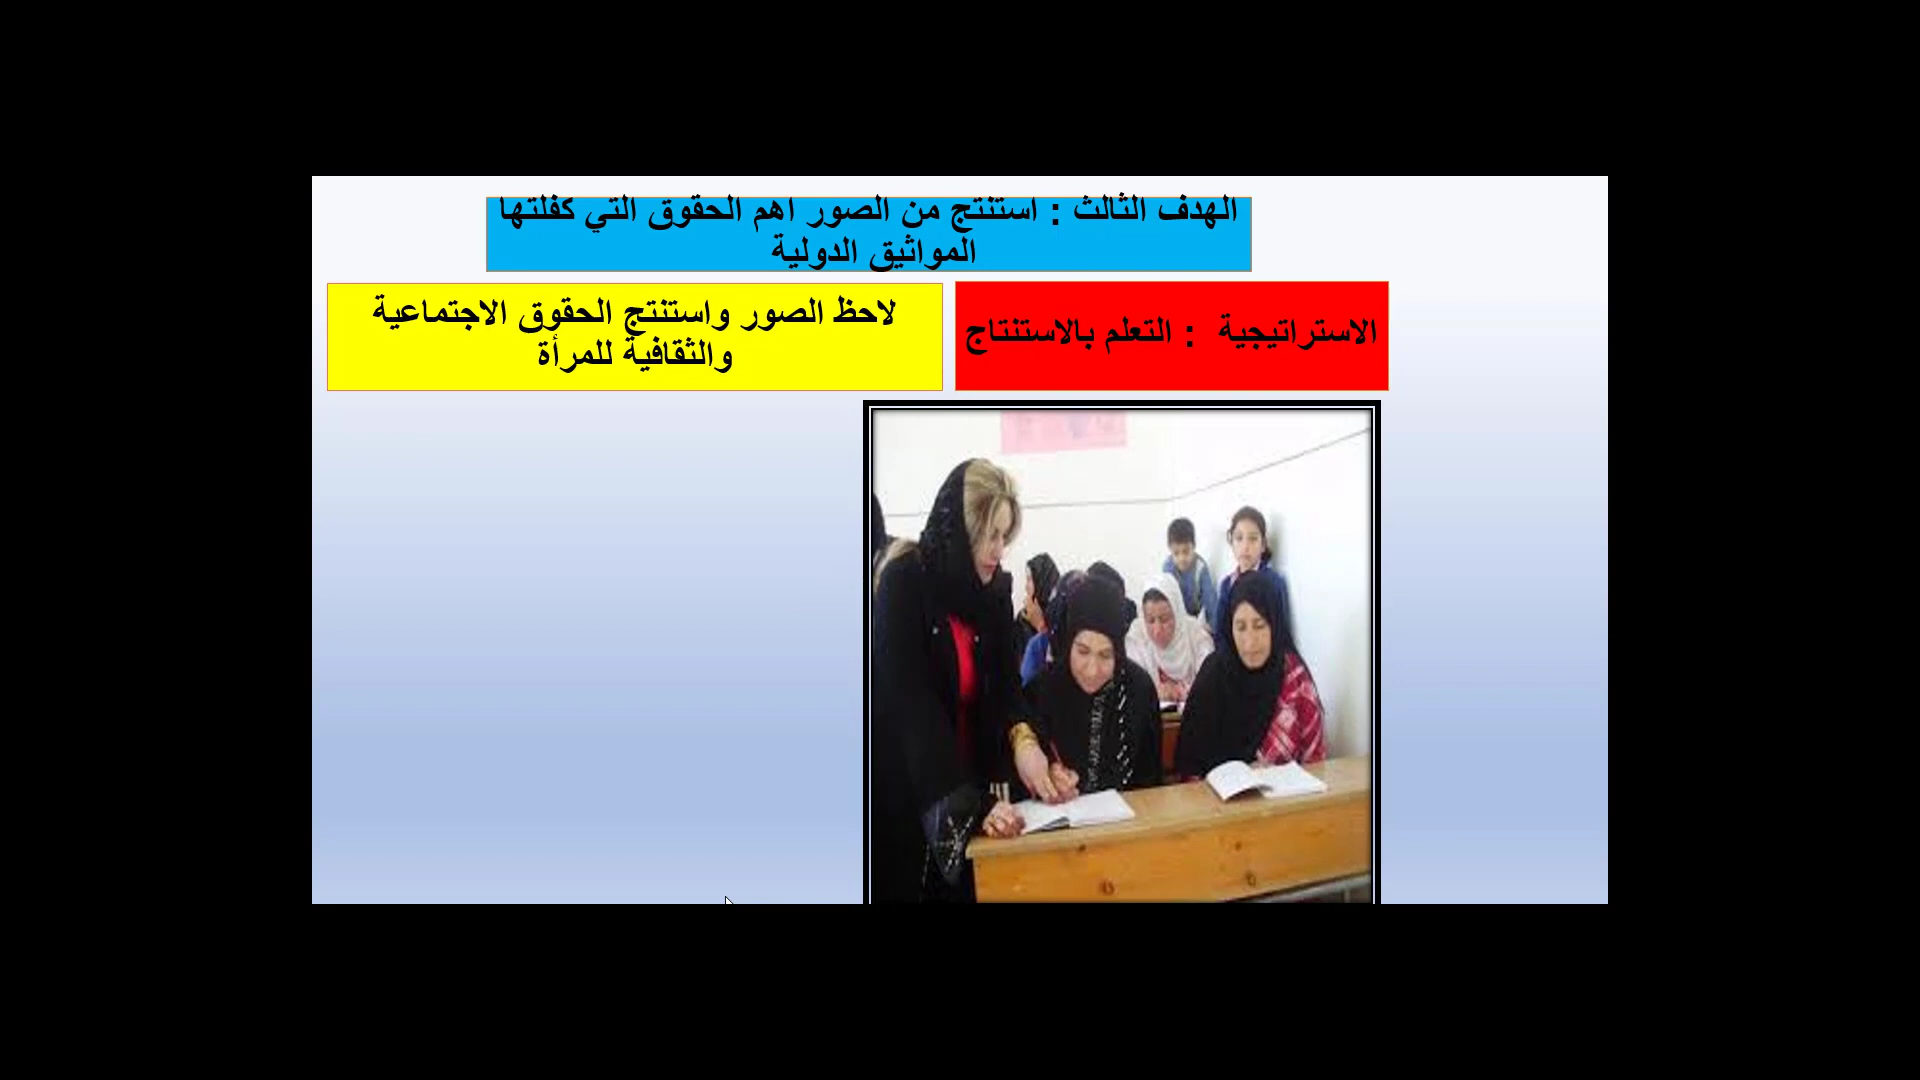 الهدف الثالث : استنتج من الصور اهم الحقوق التي كفلتها
المواثيق الدولية
الاستراتيجية : التعلم بالاستنتاج
لاحظ الصور واستنتج الحقوق الاجتماعية
والثقافية للمرأة